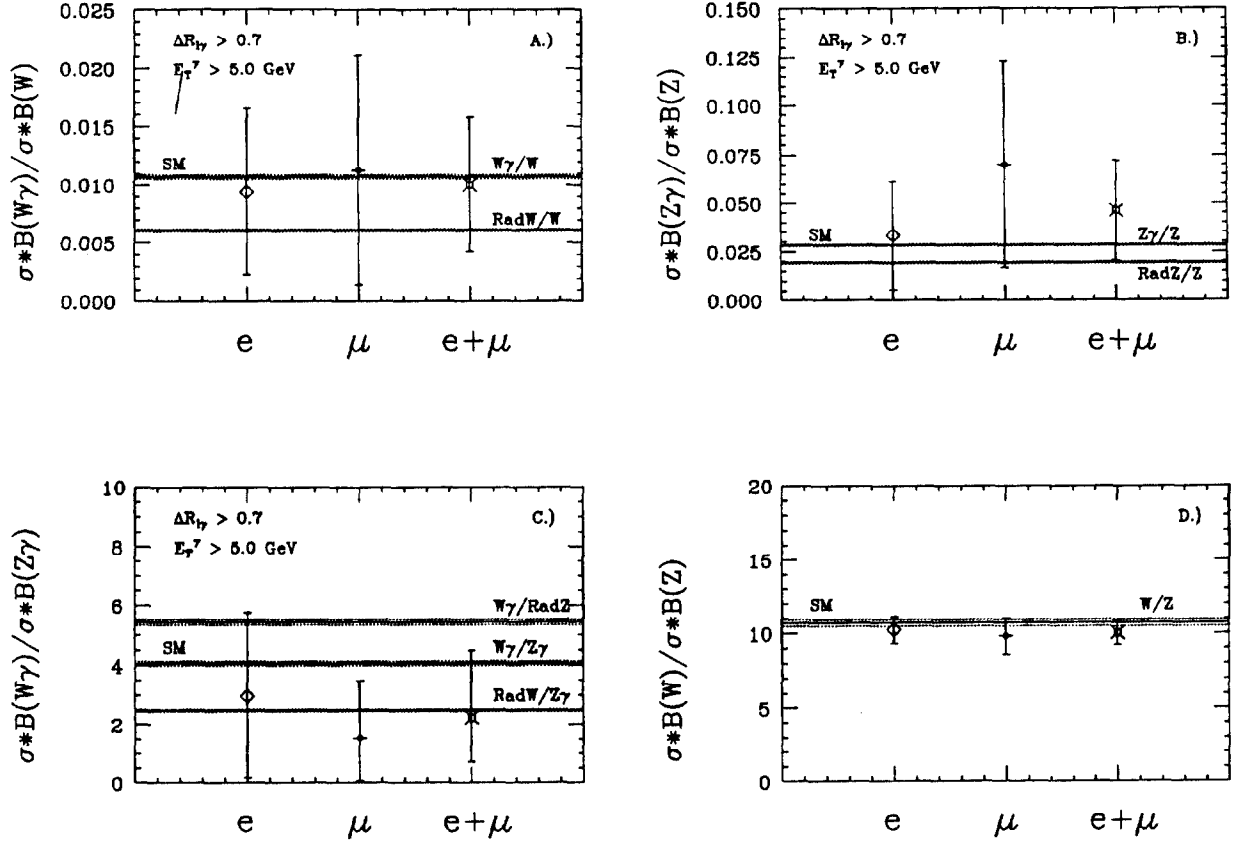 σ*B(Wγ)/σ*B(W)
0.025
0.020
0.015
0.010
0.005
0.000
ΔR_lγ > 0.7
E_T^γ > 5.0 GeV
A.)
SM
Wγ/W
RadW/W
e
μ
e+μ
σ*B(Zγ)/σ*B(Z)
0.150
0.125
0.100
0.075
0.050
0.025
0.000
ΔR_lγ > 0.7
E_T^γ > 5.0 GeV
B.)
SM
Zγ/Z
RadZ/Z
e
μ
e+μ
σ*B(Wγ)/σ*B(Zγ)
10
8
6
4
2
0
ΔR_lγ > 0.7
E_T^γ > 5.0 GeV
C.)
Wγ/RadZ
SM
Wγ/Zγ
RadW/Zγ
e
μ
e+μ
σ*B(W)/σ*B(Z)
20
15
10
5
0
D.)
SM
W/Z
e
μ
e+μ